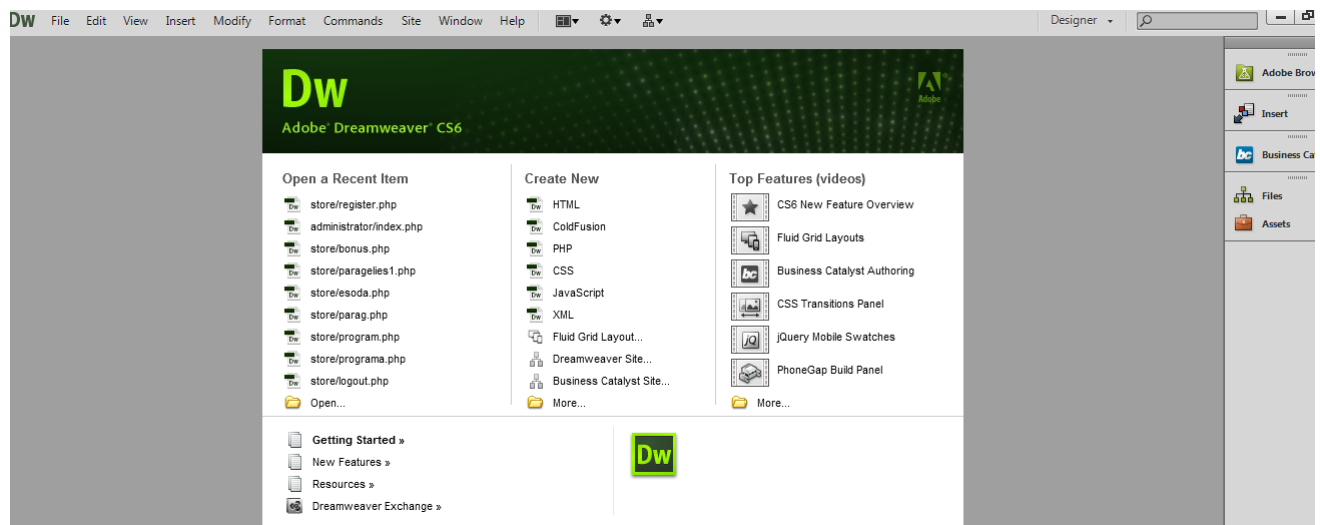 DW File Edit View Insert Modify Format Commands Site Window Help Designer
Dw
Adobe
Adobe® Dreamweaver® CS6
Open a Recent Item
store/register.php
administrator/index.php
store/bonus.php
store/paragelies1.php
store/esoda.php
store/parag.php
store/program.php
store/programa.php
store/logout.php
Open...
Create New
HTML
ColdFusion
PHP
CSS
JavaScript
XML
Fluid Grid Layout...
Dreamweaver Site...
Business Catalyst Site...
More...
Top Features (videos)
CS6 New Feature Overview
Fluid Grid Layouts
bc Business Catalyst Authoring
CSS Transitions Panel
jQ jQuery Mobile Swatches
PhoneGap Build Panel
More...
Getting Started »
New Features »
Resources »
Dreamweaver Exchange »
Dw
Adobe Brow
Insert
bc Business Ca
Files
Assets